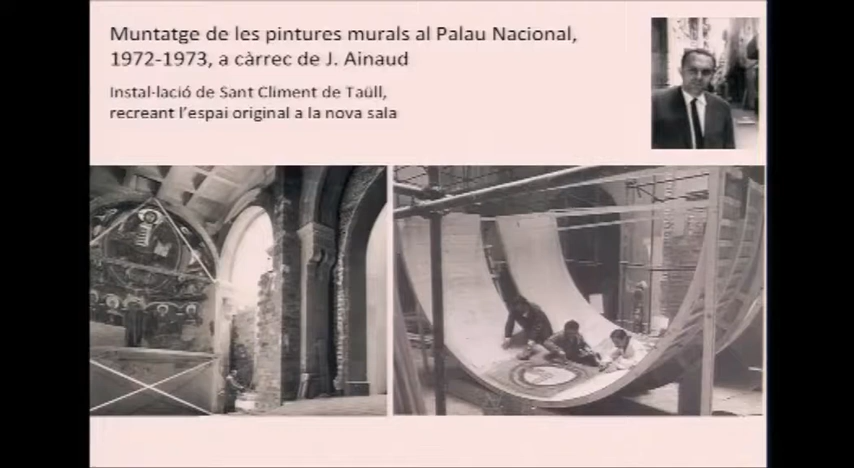 Muntatge de les pintures murals al Palau Nacional,
1972-1973, a càrrec de J. Ainaud
Instal·lació de Sant Climent de Taüll,
recreant l'espai original a la nova sala